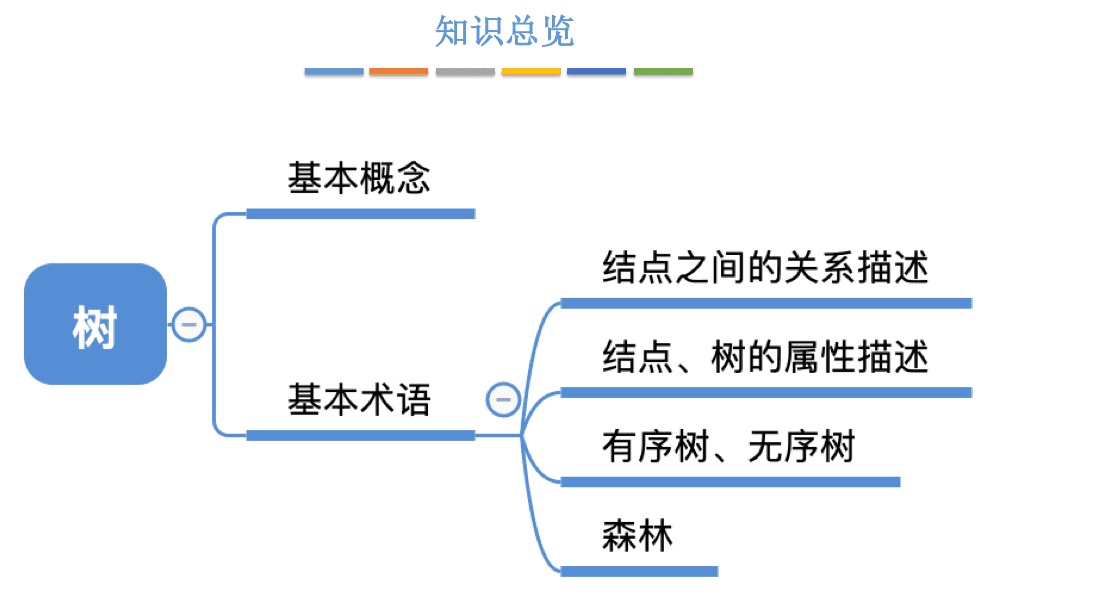 知识总览
树
基本概念
基本术语
结点之间的关系描述
结点、树的属性描述
有序树、无序树
森林